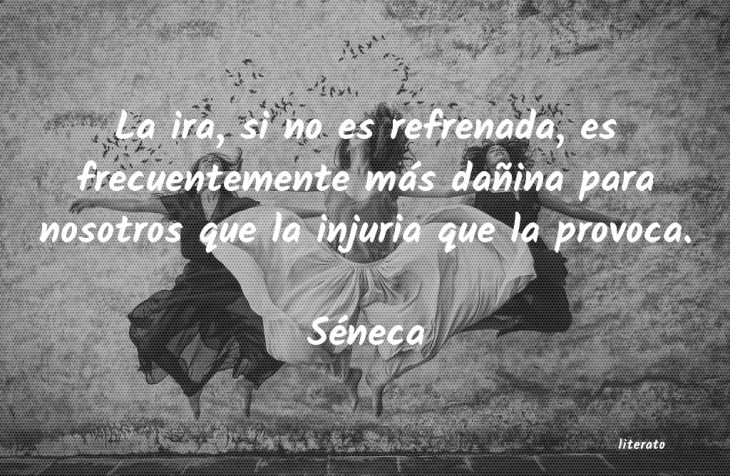 La ira, si no es refrenada, es
frecuentemente más dañina para
nosotros que la injuria que la provoca.
Séneca
literato